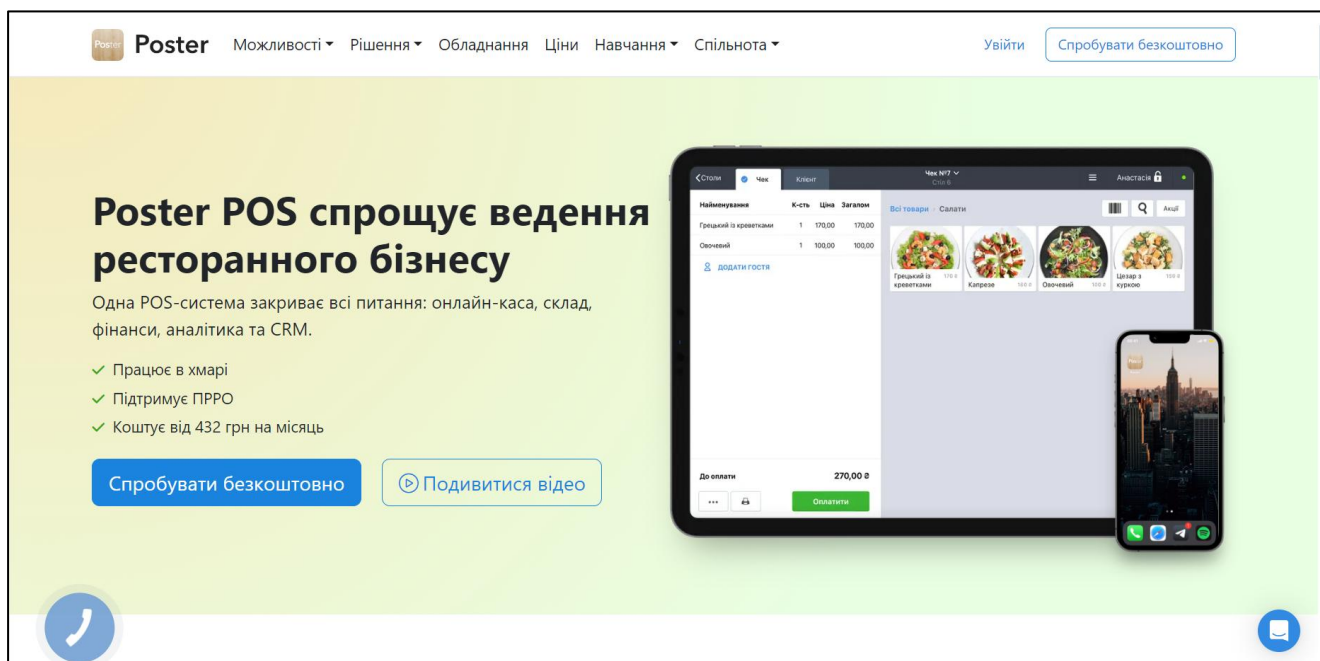 Poster Poster Можливості Рішення Обладнання Ціни Навчання Спільнота Увійти Спробувати безкоштовно
Poster POS спрощує ведення
ресторанного бізнесу
Одна POS-система закриває всі питання: онлайн-каса, склад,
фінанси, аналітика та CRM.
Працює в хмарі
Підтримує ПРРО
Коштує від 432 грн на місяць
Спробувати безкоштовно Подивитися відео
Столи Чек Клієнт Чек №7 Анастасія
Стіл 6
Найменування К-сть Ціна Загалом
Грецький із креветками 1 170,00 170,00
Овочевий 1 100,00 100,00
ДОДАТИ ГОСТЯ
До оплати 270,00 ₴
Оплатити
Всі товари Салати Акції
Грецький із креветками 170 ₴
Капрезе
Овочевий
Цезар з куркою